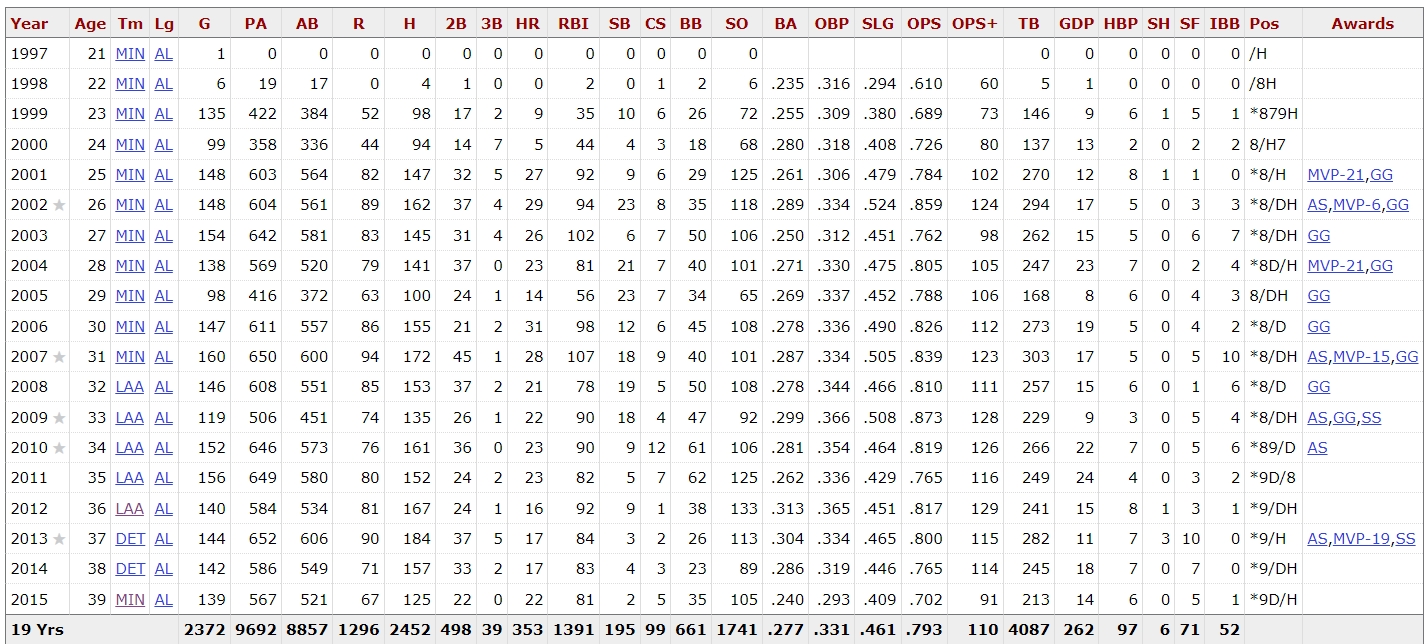 Year Age Tm Lg G PA AB R H 2B 3B HR RBI SB CS BB SO BA OBP SLG OPS OPS+ TB GDP HBP SH SF IBB Pos Awards
1997 21 MIN AL 1 0 0 0 0 0 0 0 0 0 0 0 0 0 0 0 0 0 0 /H
1998 22 MIN AL 6 19 17 0 4 1 0 0 2 0 1 2 6 .235 .316 .294 .610 60 5 1 0 0 0 0 /8H
1999 23 MIN AL 135 422 384 52 98 17 2 9 35 10 6 26 72 .255 .309 .380 .689 73 146 9 6 1 5 1 *879H
2000 24 MIN AL 99 358 336 44 94 14 7 5 44 4 3 18 68 .280 .318 .408 .726 80 137 13 2 0 2 2 8/H7
2001 25 MIN AL 148 603 564 82 147 32 5 27 92 9 6 29 125 .261 .306 .479 .784 102 270 12 8 1 1 0 *8/H MVP-21,GG
2002 ★ 26 MIN AL 148 604 561 89 162 37 4 29 94 23 8 35 118 .289 .334 .524 .859 124 294 17 5 0 3 3 *8/DH AS,MVP-6,GG
2003 27 MIN AL 154 642 581 83 145 31 4 26 102 6 7 50 106 .250 .312 .451 .762 98 262 15 5 0 6 7 *8/DH GG
2004 28 MIN AL 138 569 520 79 141 37 0 23 81 21 7 40 101 .271 .330 .475 .805 105 247 23 7 0 2 4 *8D/H MVP-21,GG
2005 29 MIN AL 98 416 372 63 100 24 1 14 56 23 7 34 65 .269 .337 .452 .788 106 168 8 6 0 4 3 8/DH GG
2006 30 MIN AL 147 611 557 86 155 21 2 31 98 12 6 45 108 .278 .336 .490 .826 112 273 19 5 0 4 2 *8/D GG
2007 ★ 31 MIN AL 160 650 600 94 172 45 1 28 107 18 9 40 101 .287 .334 .505 .839 123 303 17 5 0 5 10 *8/DH AS,MVP-15,GG
2008 32 LAA AL 146 608 551 85 153 37 2 21 78 19 5 50 108 .278 .344 .466 .810 111 257 15 6 0 1 6 *8/D GG
2009 ★ 33 LAA AL 119 506 451 74 135 26 1 22 90 18 4 47 92 .299 .366 .508 .873 128 229 9 3 0 5 4 *8/DH AS,GG,SS
2010 ★ 34 LAA AL 152 646 573 76 161 36 0 23 90 9 12 61 106 .281 .354 .464 .819 126 266 22 7 0 5 6 *89/D AS
2011 35 LAA AL 156 649 580 80 152 24 2 23 82 5 7 62 125 .262 .336 .429 .765 116 249 24 4 0 3 2 *9D/8
2012 36 LAA AL 140 584 534 81 167 24 1 16 92 9 1 38 133 .313 .365 .451 .817 129 241 15 8 1 3 1 *9/DH
2013 ★ 37 DET AL 144 652 606 90 184 37 5 17 84 3 2 26 113 .304 .334 .465 .800 115 282 11 7 3 10 0 *9/H AS,MVP-19,SS
2014 38 DET AL 142 586 549 71 157 33 2 17 83 4 3 23 89 .286 .319 .446 .765 114 245 18 7 0 7 0 *9/DH
2015 39 MIN AL 139 567 521 67 125 22 0 22 81 2 5 35 105 .240 .293 .409 .702 91 213 14 6 0 5 1 *9D/H
19 Yrs 2372 9692 8857 1296 2452 498 39 353 1391 195 99 661 1741 .277 .331 .461 .793 110 4087 262 97 6 71 52